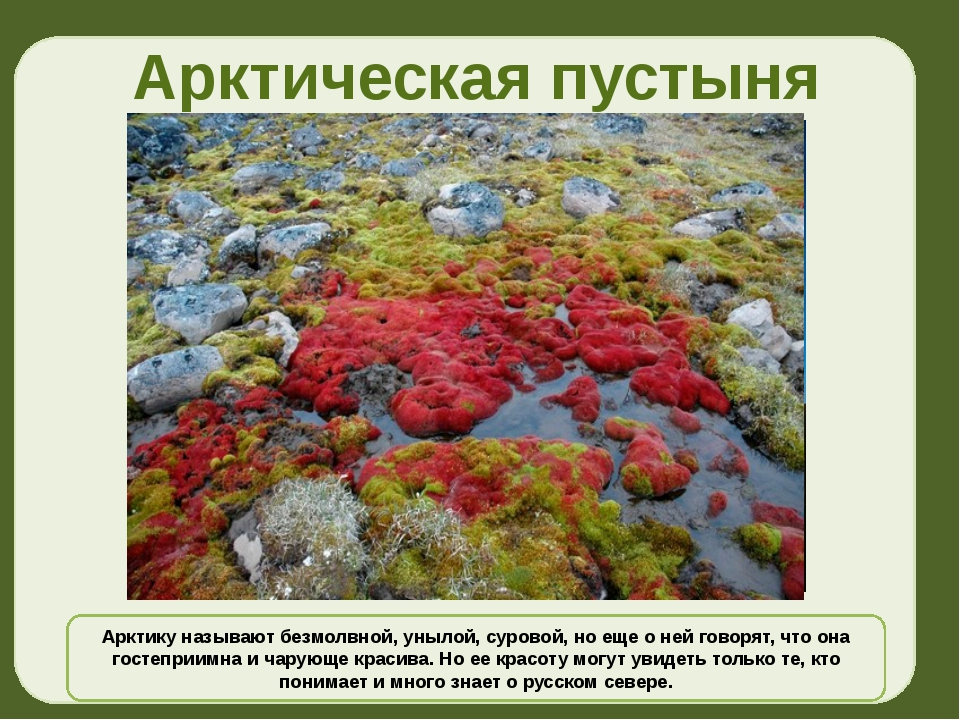 Арктическая пустыня
Арктику называют безмолвной, унылой, суровой, но еще о ней говорят, что она
гостеприимна и чарующе красива. Но ее красоту могут увидеть только те, кто
понимает и много знает о русском севере.